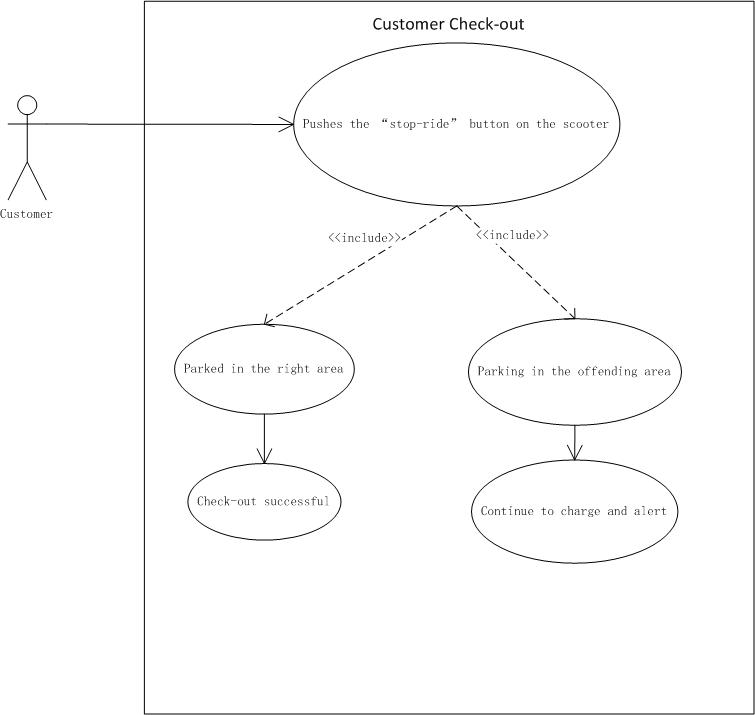 Customer Check-out
Pushes the “stop-ride” button on the scooter
Customer
<<include>>
<<include>>
Parked in the right area
Parking in the offending area
Check-out successful
Continue to charge and alert